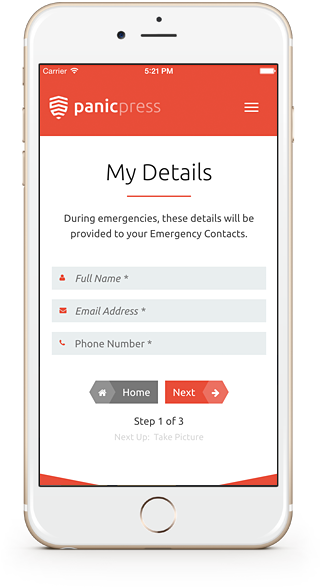 Carrier 5:21 PM
panicpress
My Details
During emergencies, these details will be
provided to your Emergency Contacts.
Full Name *
Email Address *
Phone Number *
Home Next
Step 1 of 3
Next Up: Take Picture